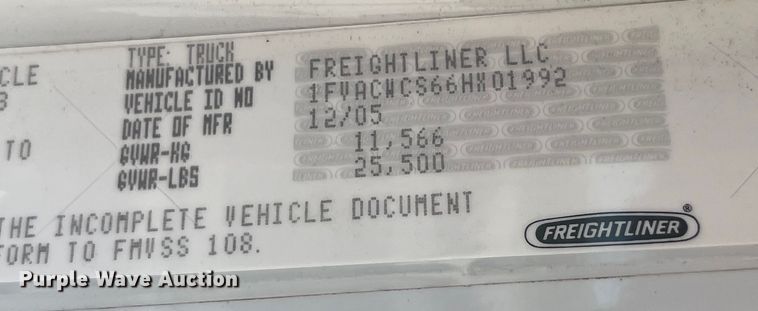 TYPE: TRUCK
CLE MANUFACTURED BY FREIGHTLINER LLC
VEHICLE ID NO 1FVACWCS66HX01992
DATE OF MFR 12/05
TO GVWR-KG 11,566
GVWR-LBS 25,500
THE INCOMPLETE VEHICLE DOCUMENT
FORM TO FMVSS 108.
FREIGHTLINER®
Purple Wave Auction